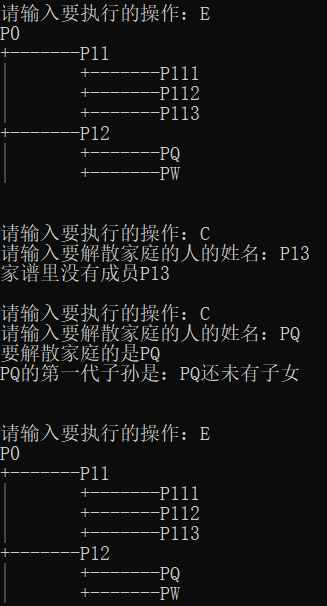 请输入要执行的操作：E
P0
+-------P11
|       +-------P111
|       +-------P112
|       +-------P113
+-------P12
|       +-------PQ
|       +-------PW
请输入要执行的操作：C
请输入要解散家庭的人的姓名：P13
家谱里没有成员P13
请输入要执行的操作：C
请输入要解散家庭的人的姓名：PQ
要解散家庭的是PQ
PQ的第一代子孙是：PQ还未有子女
请输入要执行的操作：E
P0
+-------P11
|       +-------P111
|       +-------P112
|       +-------P113
+-------P12
|       +-------PQ
|       +-------PW